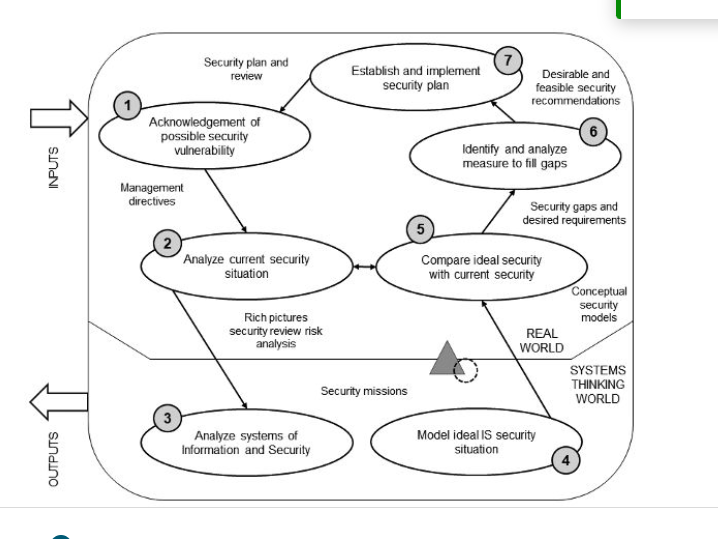 7
Security plan and
review
Establish and implement
security plan
Desirable and
feasible security
recommendations
1
Acknowledgement of
possible security
vulnerability
6
Identify and analyze
measure to fill gaps
INPUTS
Management
directives
Security gaps and
desired requirements
2
Analyze current security
situation
5
Compare ideal security
with current security
Conceptual
security
models
Rich pictures
security review risk
analysis
REAL
WORLD
SYSTEMS
THINKING
WORLD
Security missions
3
Analyze systems of
Information and Security
Model ideal IS security
situation
4
OUTPUTS